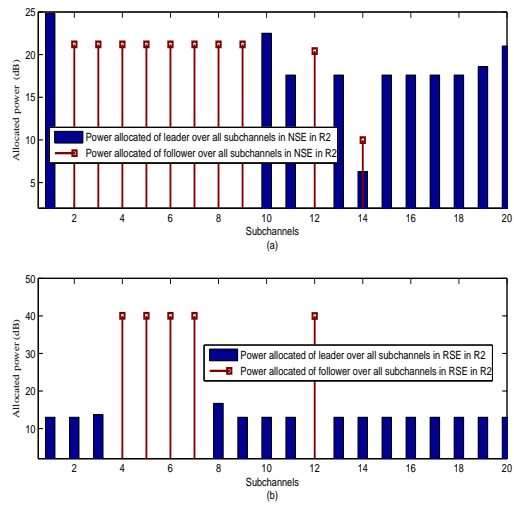 25
20
15
10
5
Allocated power (dB)
Power allocated of leader over all subchannels in NSE in R2
Power allocated of follower over all subchannels in NSE in R2
2 4 6 8 10 12 14 16 18 20
Subchannels
(a)
50
40
30
20
10
Allocated power (dB)
Power allocated of leader over all subchannels in RSE in R2
Power allocated of follower over all subchannels in RSE in R2
2 4 6 8 10 12 14 16 18 20
Subchannels
(b)